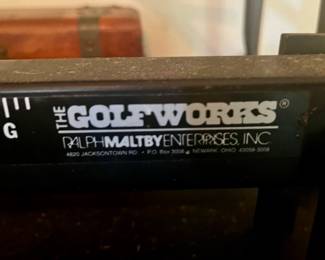 THE GOLFWORKS®
RALPH MALTBY ENTERPRISES, INC.
4820 JACKSONTOWN RD. • P.O. Box 3008 • NEWARK, OHIO 43058-3008
G